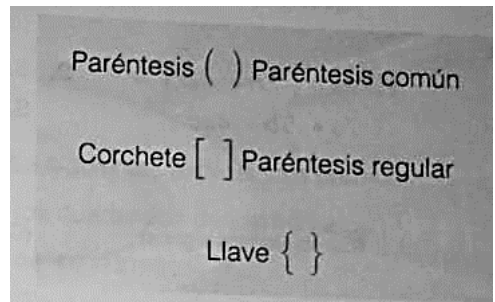 Paréntesis ( ) Paréntesis común
Corchete [ ] Paréntesis regular
Llave { }